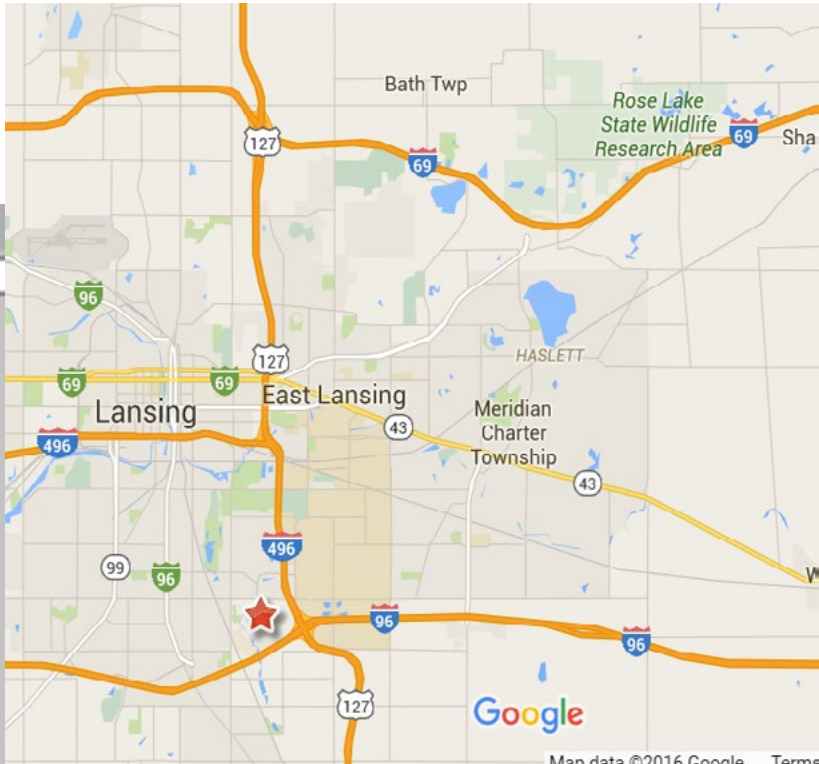 Bath Twp
Rose Lake
State Wildlife
Research Area
69
Sha
127
69
96
HASLETT
127
69
69
East Lansing
Lansing
Meridian
Charter
Township
43
496
43
496
99
96
W
96
96
127
Google
Map data ©2016 Google Terms